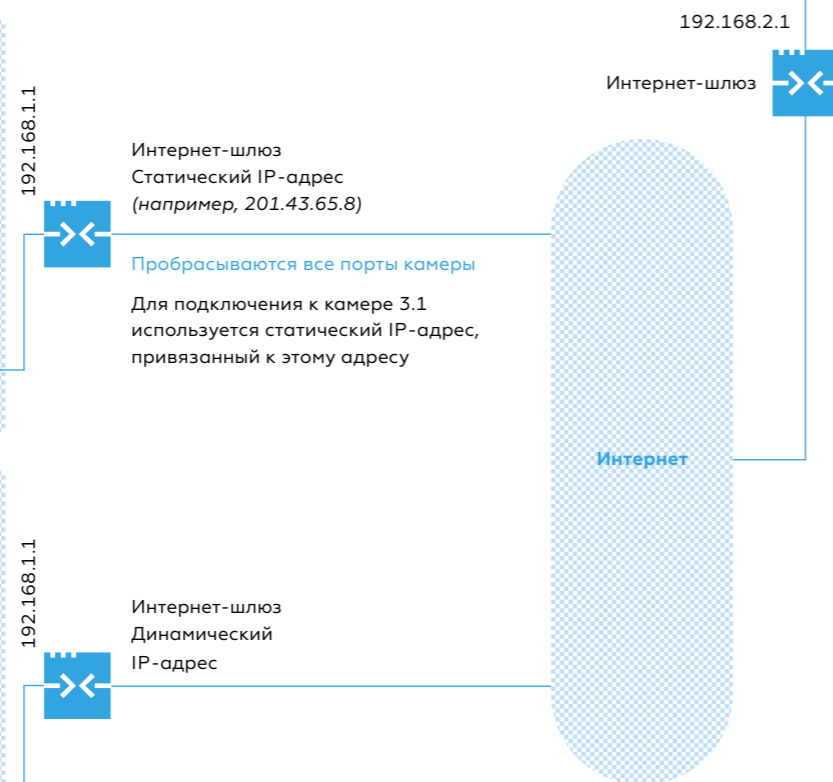 192.168.2.1
Интернет-шлюз
192.168.1.1
Интернет-шлюз
Статический IP-адрес
(например, 201.43.65.8)
Пробрасываются все порты камеры
Для подключения к камере 3.1
используется статический IP-адрес,
привязанный к этому адресу
Интернет
192.168.1.1
Интернет-шлюз
Динамический
IP-адрес